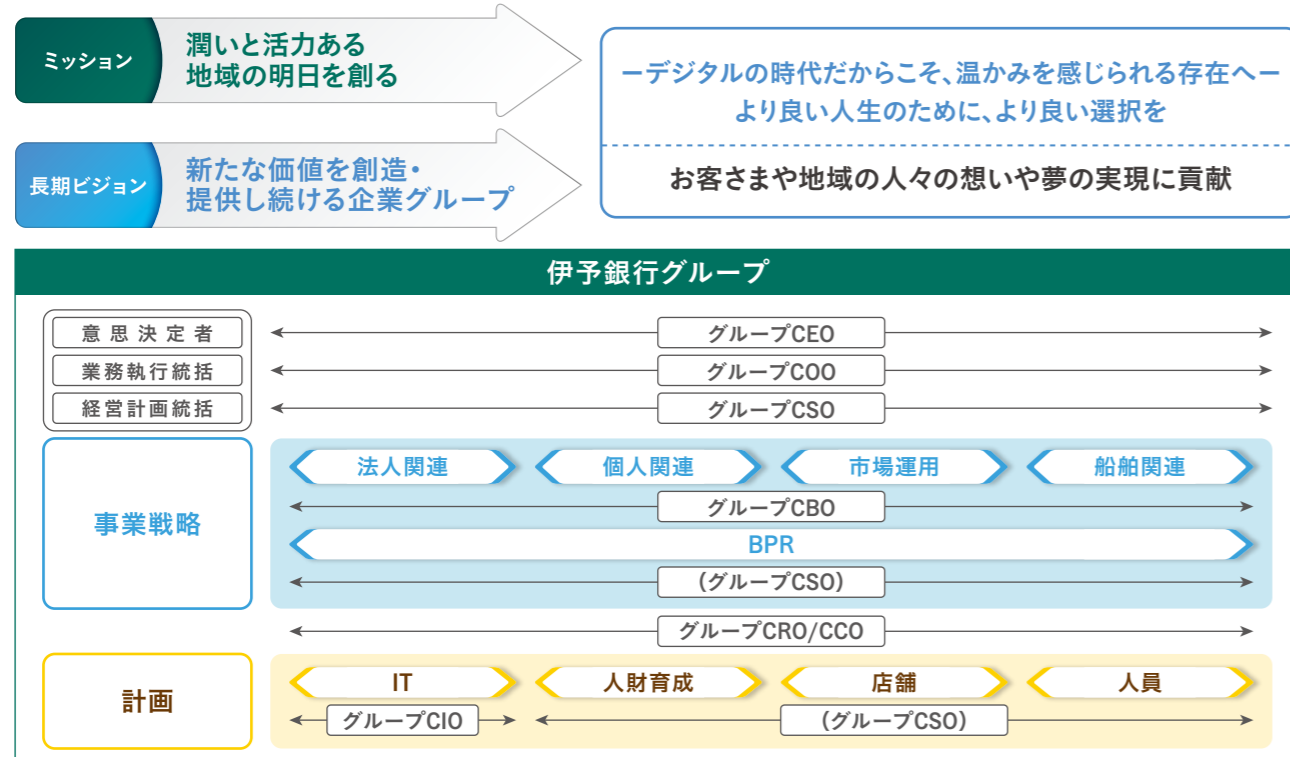 ミッション
潤いと活力ある
地域の明日を創る
長期ビジョン
新たな価値を創造・
提供し続ける企業グループ
ーデジタルの時代だからこそ、温かみを感じられる存在へー
より良い人生のために、より良い選択を
お客さまや地域の人々の想いや夢の実現に貢献
伊予銀行グループ
意思決定者
グループCEO
業務執行統括
グループCOO
経営計画統括
グループCSO
事業戦略
法人関連
個人関連
市場運用
船舶関連
グループCBO
BPR
(グループCSO)
グループCRO/CCO
計画
IT
人財育成
店舗
人員
グループCIO
(グループCSO)